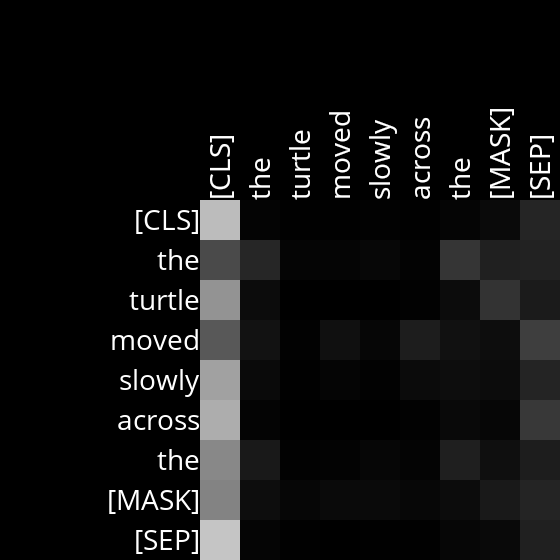 [CLS]
the
turtle
moved
slowly
across
the
[MASK]
[SEP]
[CLS]
the
turtle
moved
slowly
across
the
[MASK]
[SEP]